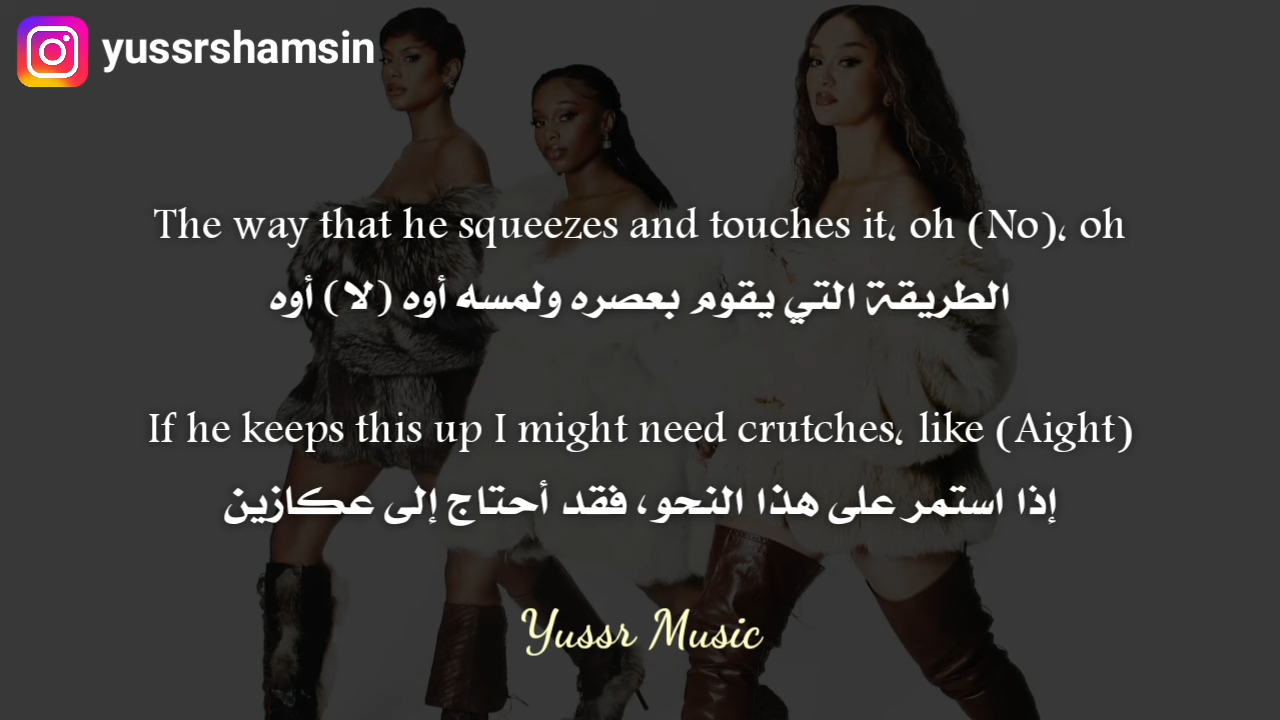 yussrshamsin
The way that he squeezes and touches it، oh (No)، oh
الطريقة التي يقوم بعصره ولمسه أوه (لا) أوه
If he keeps this up I might need crutches، like (Aight)
إذا استمر على هذا النحو، فقد أحتاج إلى عكازين
Yussr Music